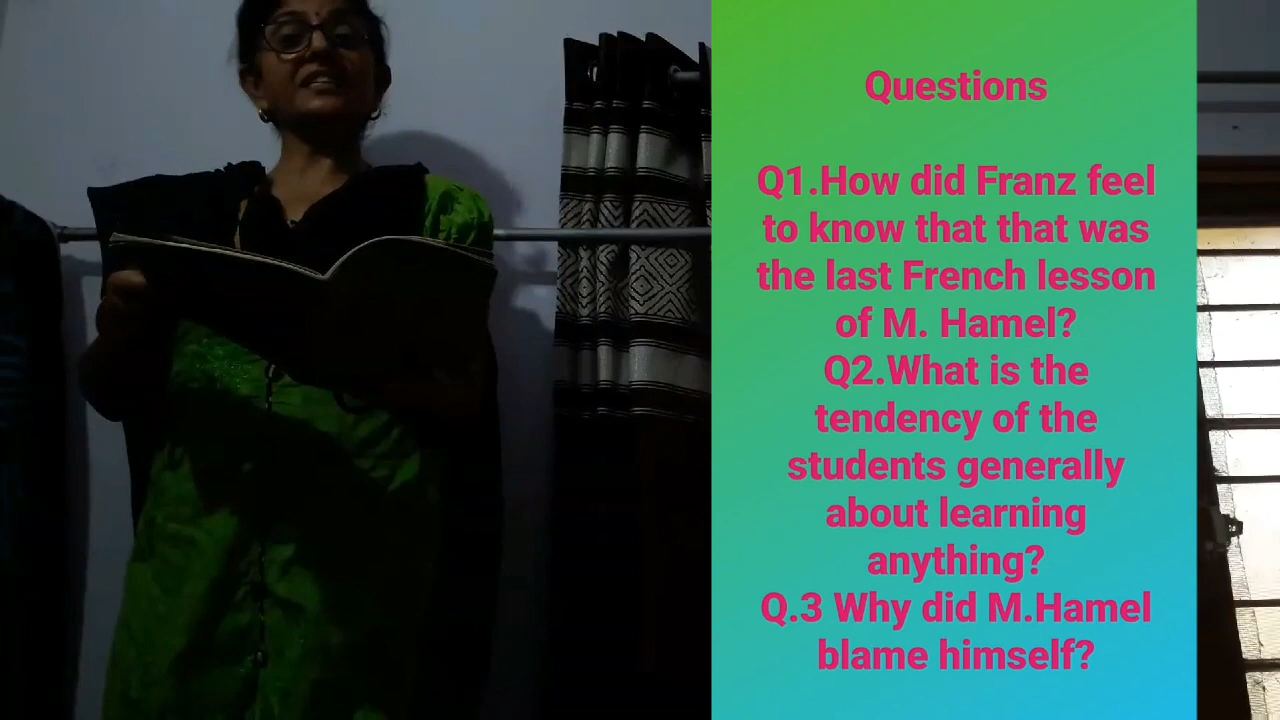 Questions
Q1.How did Franz feel
to know that that was
the last French lesson
of M. Hamel?
Q2.What is the
tendency of the
students generally
about learning
anything?
Q.3 Why did M.Hamel
blame himself?